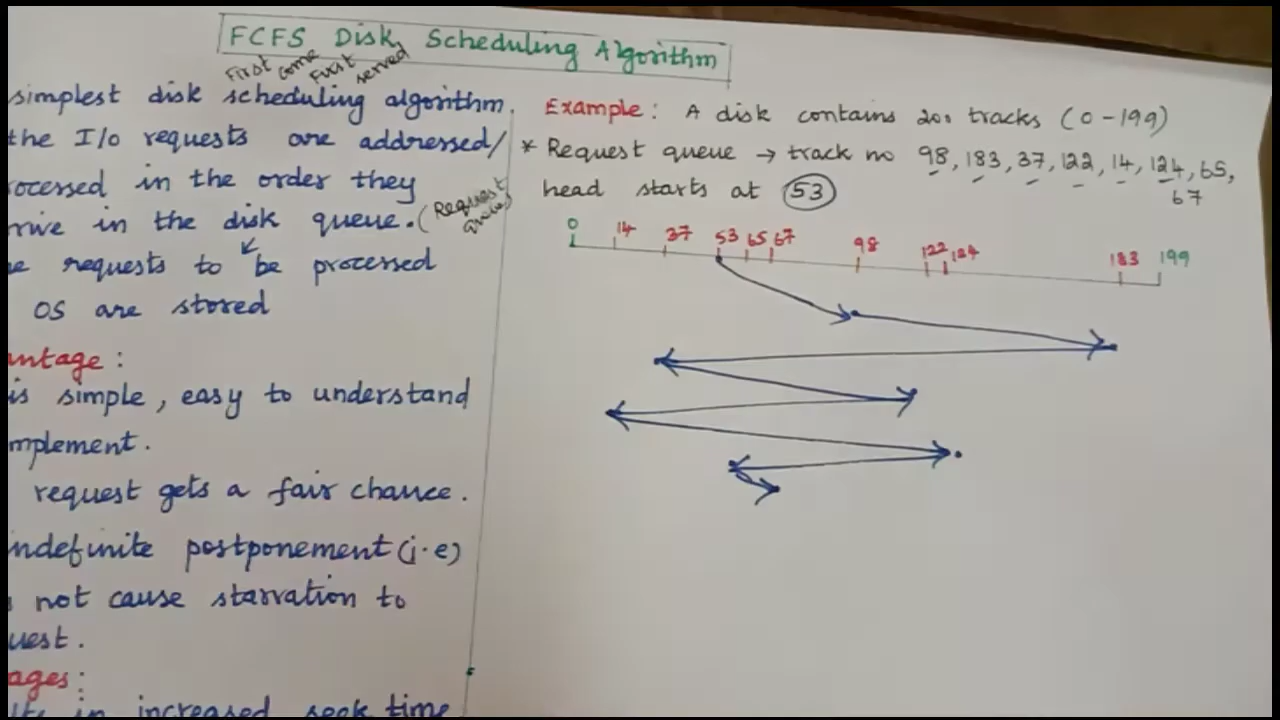 FCFS Disk Scheduling Algorithm
First come First served
simplest disk scheduling algorithm.
the I/o requests are addressed/
ocessed in the order they
rive in the disk queue. (Request queue)
requests to be processed
OS are stored
antage:
is simple, easy to understand
mplement.
request gets a fair chance.
indefinite postponement (i.e)
not cause starvation to
uest.
ages:
in increased seek time
Example: A disk contains 200 tracks (0-199)
* Request queue → track no 98, 183, 37, 122, 14, 124, 65,
67
head starts at 53
0 14 37 53 65 67 98 122 124 183 199